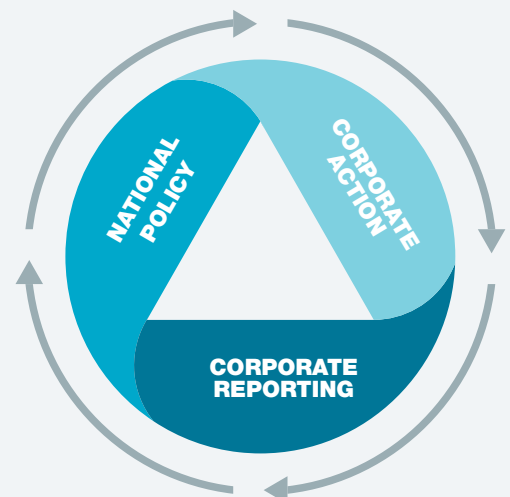 NATIONAL
POLICY
CORPORATE
ACTION
CORPORATE
REPORTING